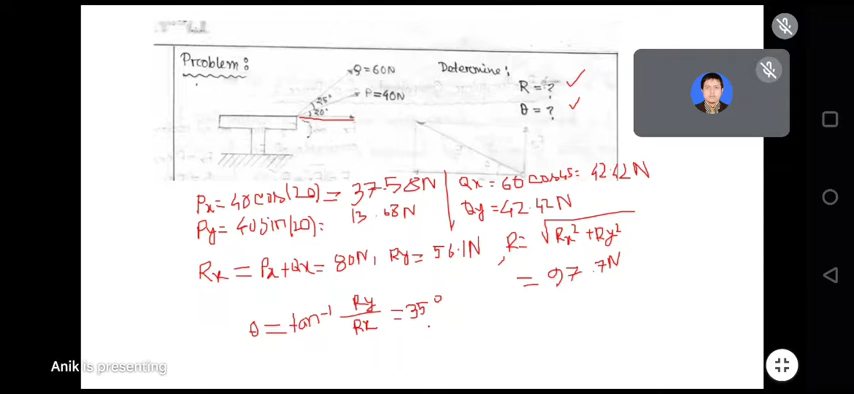 Problem:
Q=60N
P=40N
25°
20°
Determine:
R=?
θ=?
Px=40cos(20)=37.58N
Py=40sin(20)=13.68N
Qx=60cos45=42.42N
Qy=42.42N
Rx=Px+Qx=80N, Ry=56.1N, R=√Rx²+Ry²
=97.7N
θ=tan⁻¹ Ry/Rx=35°
Anik is presenting